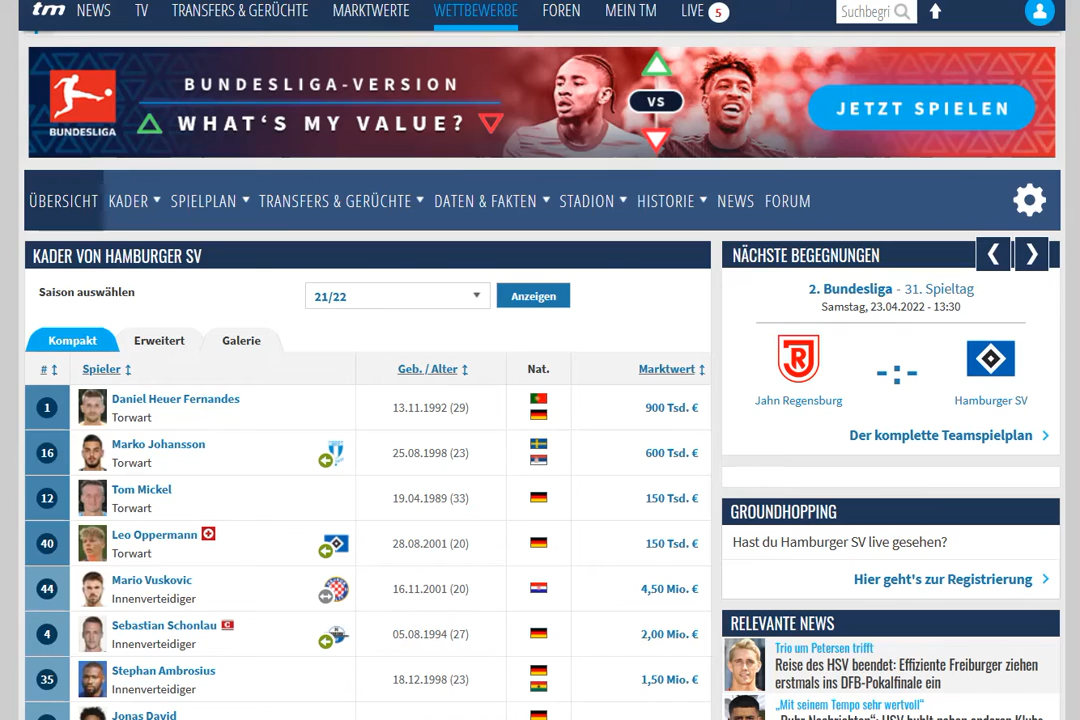 tm NEWS TV TRANSFERS & GERÜCHTE MARKTWERTE WETTBEWERBE FOREN MEIN TM LIVE 5 Suchbegri
BUNDESLIGA
BUNDESLIGA-VERSION
WHAT'S MY VALUE?
VS
JETZT SPIELEN
ÜBERSICHT KADER SPIELPLAN TRANSFERS & GERÜCHTE DATEN & FAKTEN STADION HISTORIE NEWS FORUM
KADER VON HAMBURGER SV
Saison auswählen 21/22 Anzeigen
Kompakt Erweitert Galerie
# Spieler Geb. / Alter Nat. Marktwert
1 Daniel Heuer Fernandes 13.11.1992 (29) 900 Tsd. €
Torwart
16 Marko Johansson 25.08.1998 (23) 600 Tsd. €
Torwart
12 Tom Mickel 19.04.1989 (33) 150 Tsd. €
Torwart
40 Leo Oppermann 28.08.2001 (20) 150 Tsd. €
Torwart
44 Mario Vuskovic 16.11.2001 (20) 4,50 Mio. €
Innenverteidiger
4 Sebastian Schonlau C 05.08.1994 (27) 2,00 Mio. €
Innenverteidiger
35 Stephan Ambrosius 18.12.1998 (23) 1,50 Mio. €
Innenverteidiger
Jonas David
NÄCHSTE BEGEGNUNGEN
2. Bundesliga - 31. Spieltag
Samstag, 23.04.2022 - 13:30
-:-
Jahn Regensburg Hamburger SV
Der komplette Teamspielplan
GROUNDHOPPING
Hast du Hamburger SV live gesehen?
Hier geht's zur Registrierung
RELEVANTE NEWS
Trio um Petersen trifft
Reise des HSV beendet: Effiziente Freiburger ziehen
erstmals ins DFB-Pokalfinale ein
„Mit seinem Tempo sehr wertvoll“
„Ruhr Nachrichten“: HSV buhlt neben anderen Klubs